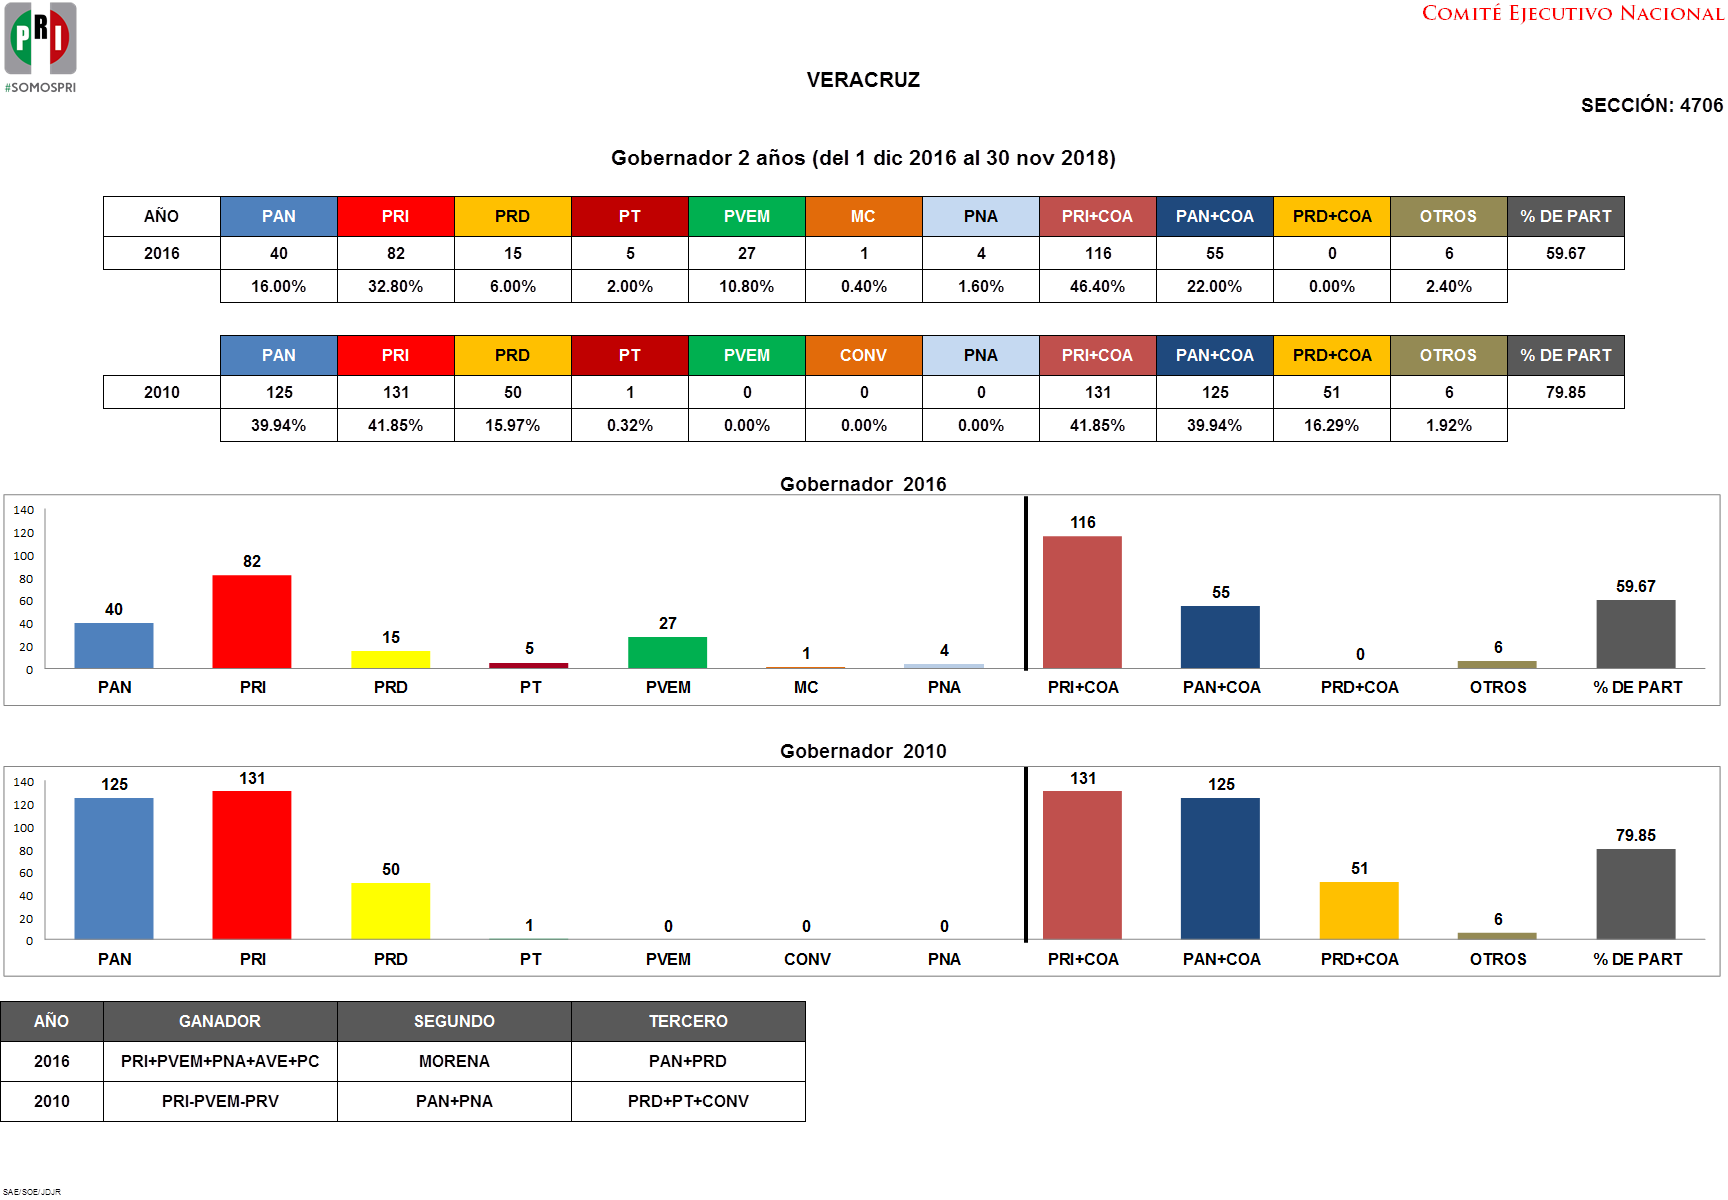 PRI
#SOMOSPRI
COMITÉ EJECUTIVO NACIONAL
VERACRUZ
SECCIÓN: 4706
Gobernador 2 años (del 1 dic 2016 al 30 nov 2018)
AÑO PAN PRI PRD PT PVEM MC PNA PRI+COA PAN+COA PRD+COA OTROS % DE PART
2016 40 82 15 5 27 1 4 116 55 0 6 59.67
16.00% 32.80% 6.00% 2.00% 10.80% 0.40% 1.60% 46.40% 22.00% 0.00% 2.40%
PAN PRI PRD PT PVEM CONV PNA PRI+COA PAN+COA PRD+COA OTROS % DE PART
2010 125 131 50 1 0 0 0 131 125 51 6 79.85
39.94% 41.85% 15.97% 0.32% 0.00% 0.00% 0.00% 41.85% 39.94% 16.29% 1.92%
Gobernador 2016
140
120
100
80
60
40
20
0
40 82 15 5 27 1 4 116 55 0 6 59.67
PAN PRI PRD PT PVEM MC PNA PRI+COA PAN+COA PRD+COA OTROS % DE PART
Gobernador 2010
140
120
100
80
60
40
20
0
125 131 50 1 0 0 0 131 125 51 6 79.85
PAN PRI PRD PT PVEM CONV PNA PRI+COA PAN+COA PRD+COA OTROS % DE PART
AÑO GANADOR SEGUNDO TERCERO
2016 PRI+PVEM+PNA+AVE+PC MORENA PAN+PRD
2010 PRI-PVEM-PRV PAN+PNA PRD+PT+CONV
SAE/SOE/JDJR